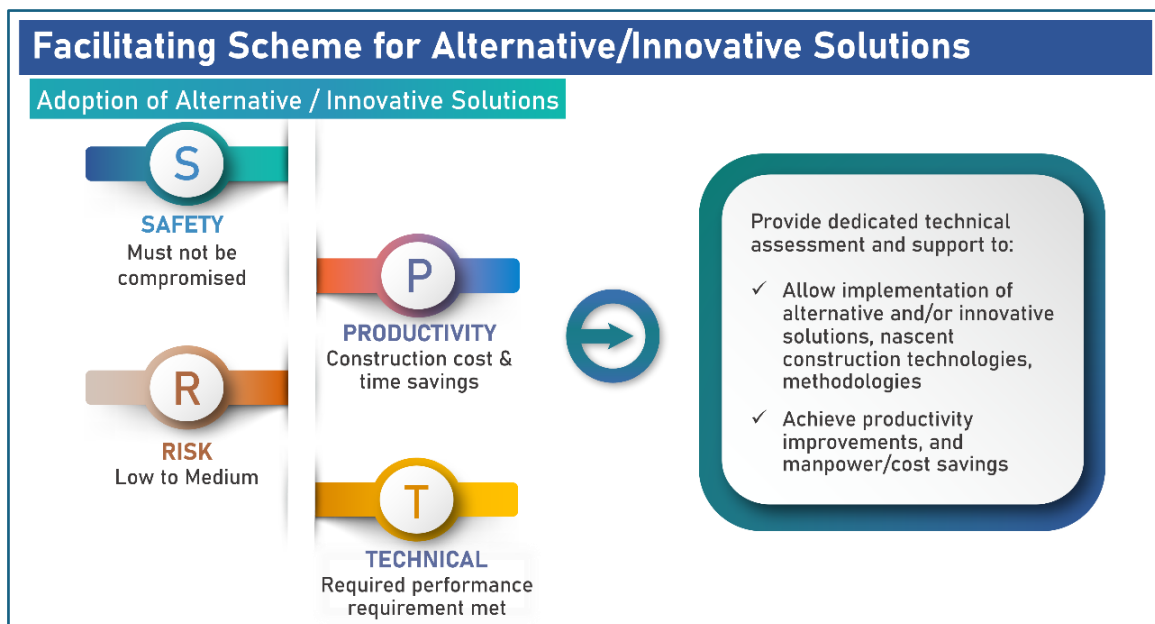 Facilitating Scheme for Alternative/Innovative Solutions
Adoption of Alternative / Innovative Solutions
S
SAFETY
Must not be
compromised
P
PRODUCTIVITY
Construction cost &
time savings
R
RISK
Low to Medium
T
TECHNICAL
Required performance
requirement met
Provide dedicated technical
assessment and support to:
✓ Allow implementation of
alternative and/or innovative
solutions, nascent
construction technologies,
methodologies
✓ Achieve productivity
improvements, and
manpower/cost savings